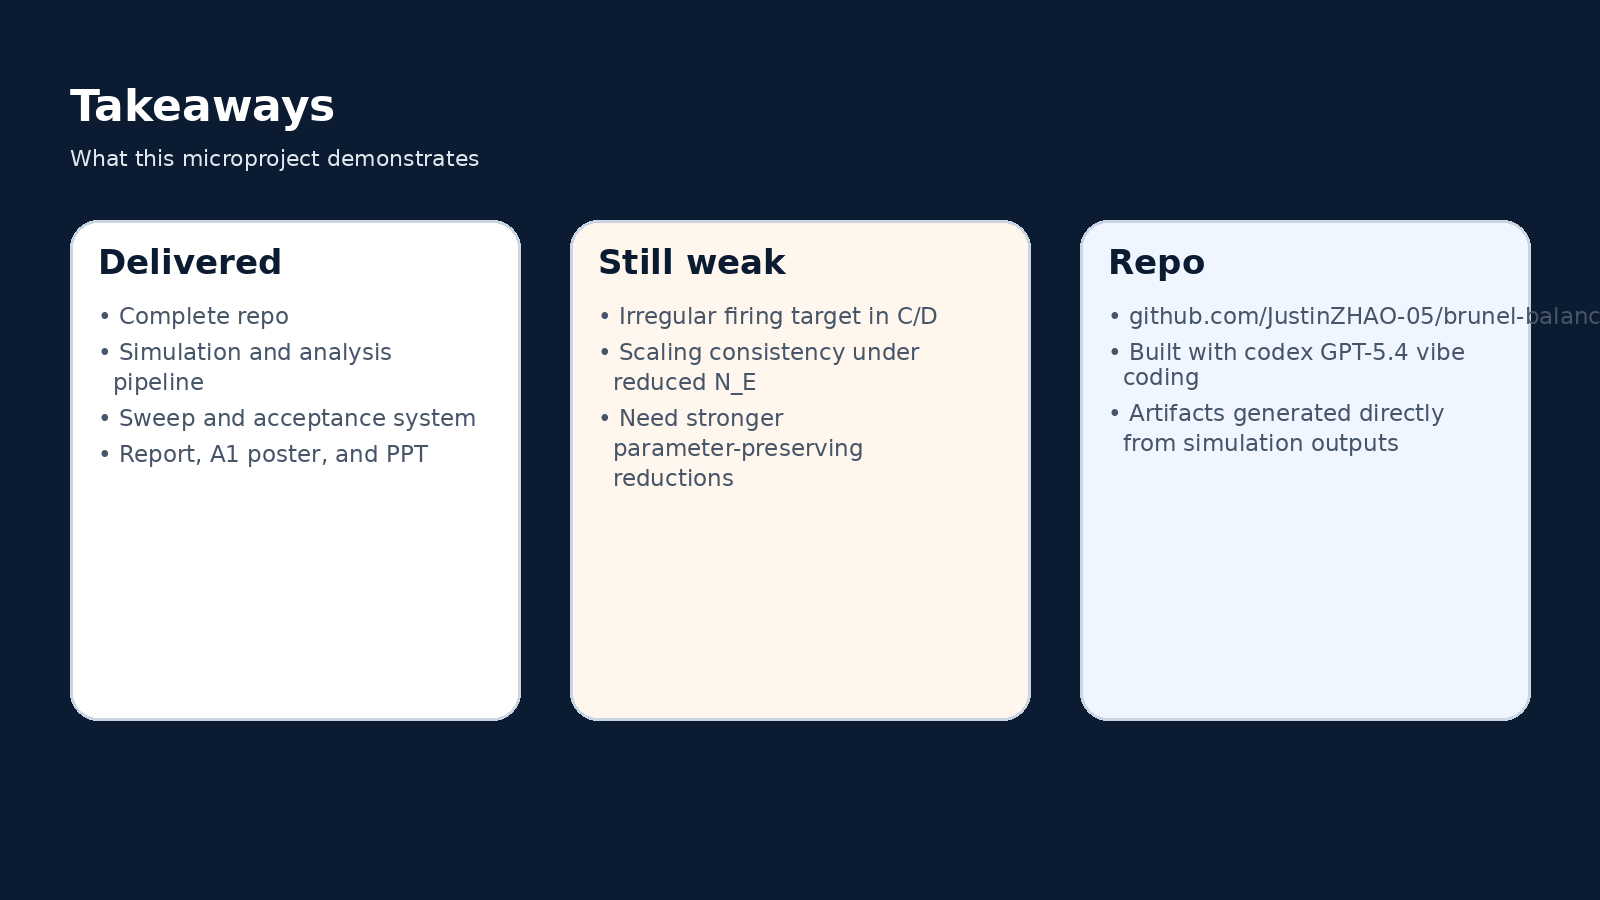 Takeaways
What this microproject demonstrates
Delivered
• Complete repo
• Simulation and analysis
pipeline
• Sweep and acceptance system
• Report, A1 poster, and PPT
Still weak
• Irregular firing target in C/D
• Scaling consistency under
reduced N_E
• Need stronger
parameter-preserving
reductions
Repo
• github.com/JustinZHAO-05/brunel-balanc
• Built with codex GPT-5.4 vibe
coding
• Artifacts generated directly
from simulation outputs